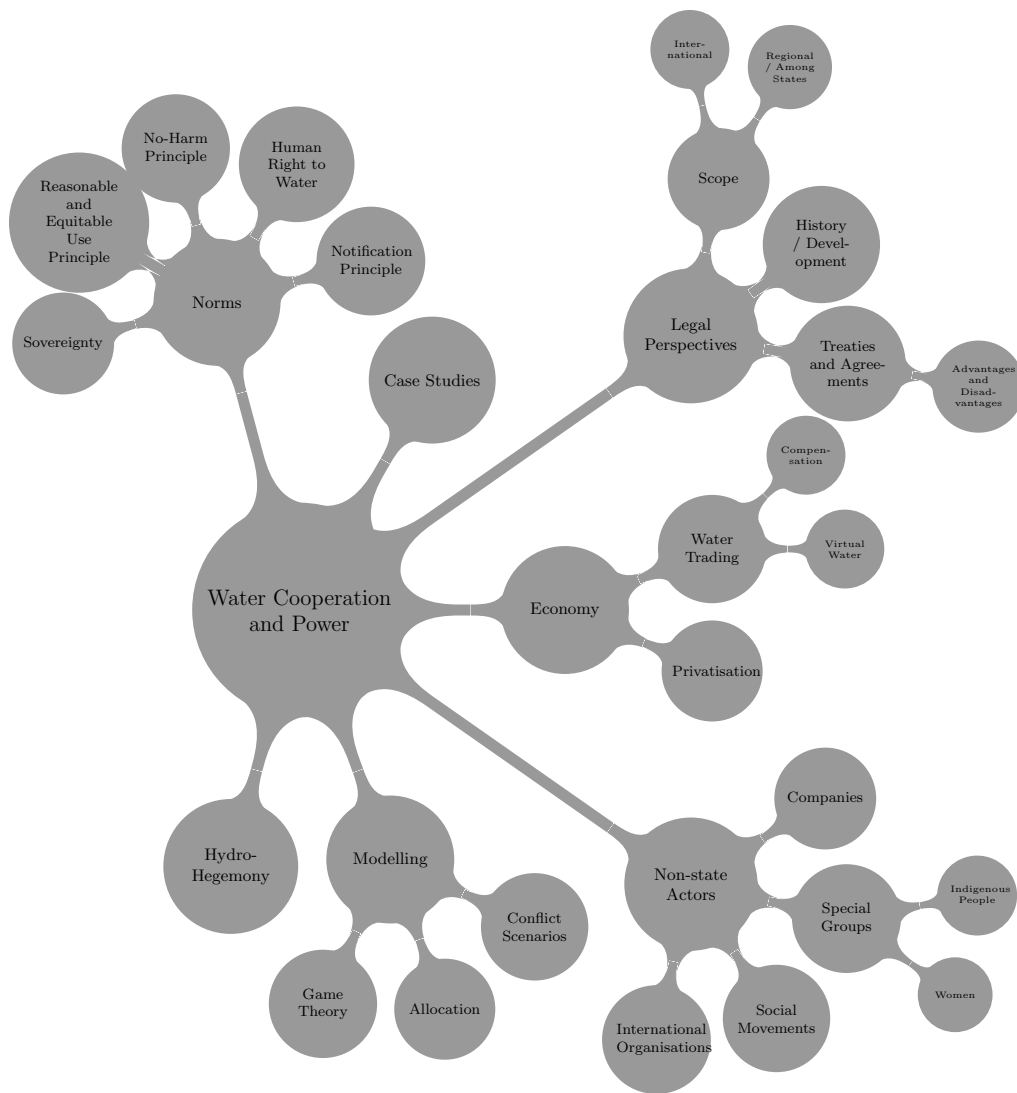 Inter-
national
Regional
/ Among
States
No-Harm
Principle
Human
Right to
Water
Scope
Reasonable
and
Equitable
Use
Principle
History
/ Devel-
opment
Notification
Principle
Norms
Sovereignty
Legal
Perspectives
Treaties
and Agree-
ments
Advantages
and
Disad-
vantages
Case Studies
Compen-
sation
Water
Trading
Virtual
Water
Water Cooperation
and Power
Economy
Privatisation
Companies
Hydro-
Hegemony
Modelling
Non-state
Actors
Special
Groups
Indigenous
People
Conflict
Scenarios
Game
Theory
Allocation
International
Organisations
Social
Movements
Women